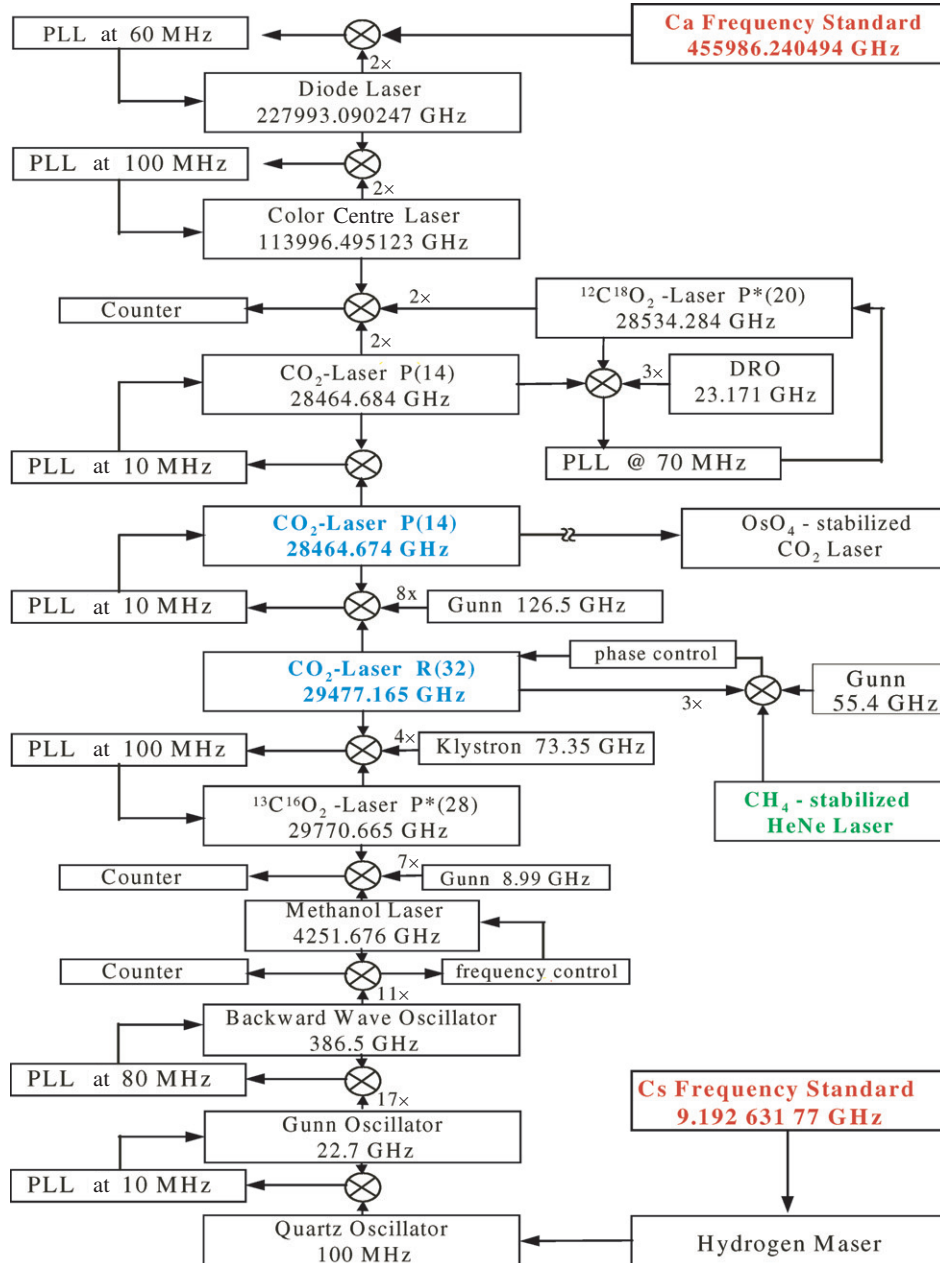 PLL at 60 MHz
Ca Frequency Standard
455986.240494 GHz
2×
Diode Laser
227993.090247 GHz
PLL at 100 MHz
2×
Color Centre Laser
113996.495123 GHz
Counter
2×
¹²C¹⁸O₂ -Laser P*(20)
28534.284 GHz
2×
CO₂-Laser P(14)
28464.684 GHz
3×
DRO
23.171 GHz
PLL at 10 MHz
PLL @ 70 MHz
CO₂-Laser P(14)
28464.674 GHz
OsO₄ - stabilized
CO₂ Laser
PLL at 10 MHz
8x
Gunn 126.5 GHz
CO₂-Laser R(32)
29477.165 GHz
phase control
3×
Gunn
55.4 GHz
PLL at 100 MHz
4×
Klystron 73.35 GHz
¹³C¹⁶O₂ -Laser P*(28)
29770.665 GHz
CH₄ - stabilized
HeNe Laser
Counter
7×
Gunn 8.99 GHz
Methanol Laser
4251.676 GHz
Counter
frequency control
11×
Backward Wave Oscillator
386.5 GHz
PLL at 80 MHz
17×
Cs Frequency Standard
9.192 631 77 GHz
Gunn Oscillator
22.7 GHz
PLL at 10 MHz
Quartz Oscillator
100 MHz
Hydrogen Maser